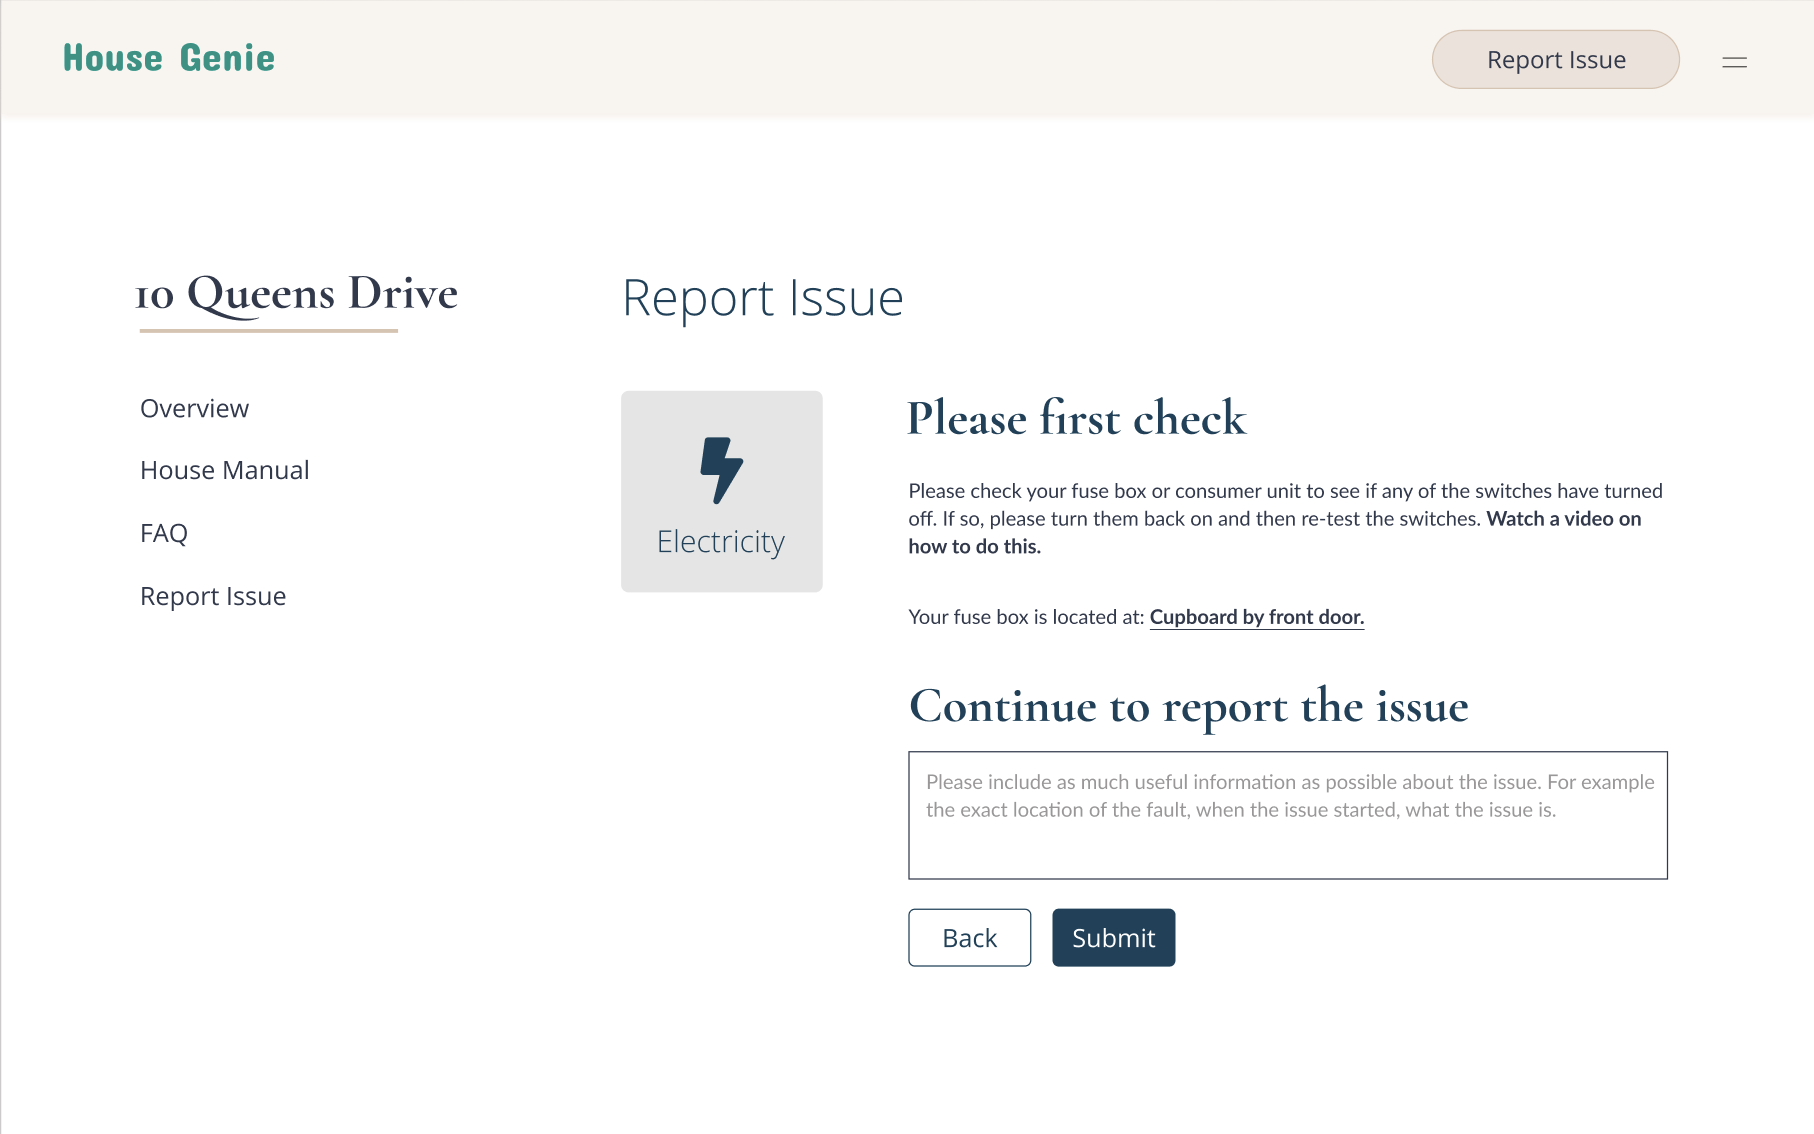 House Genie
Report Issue
10 Queens Drive
Overview
House Manual
FAQ
Report Issue
Report Issue
Electricity
Please first check
Please check your fuse box or consumer unit to see if any of the switches have turned
off. If so, please turn them back on and then re-test the switches. Watch a video on
how to do this.
Your fuse box is located at: Cupboard by front door.
Continue to report the issue
Please include as much useful information as possible about the issue. For example
the exact location of the fault, when the issue started, what the issue is.
Back
Submit